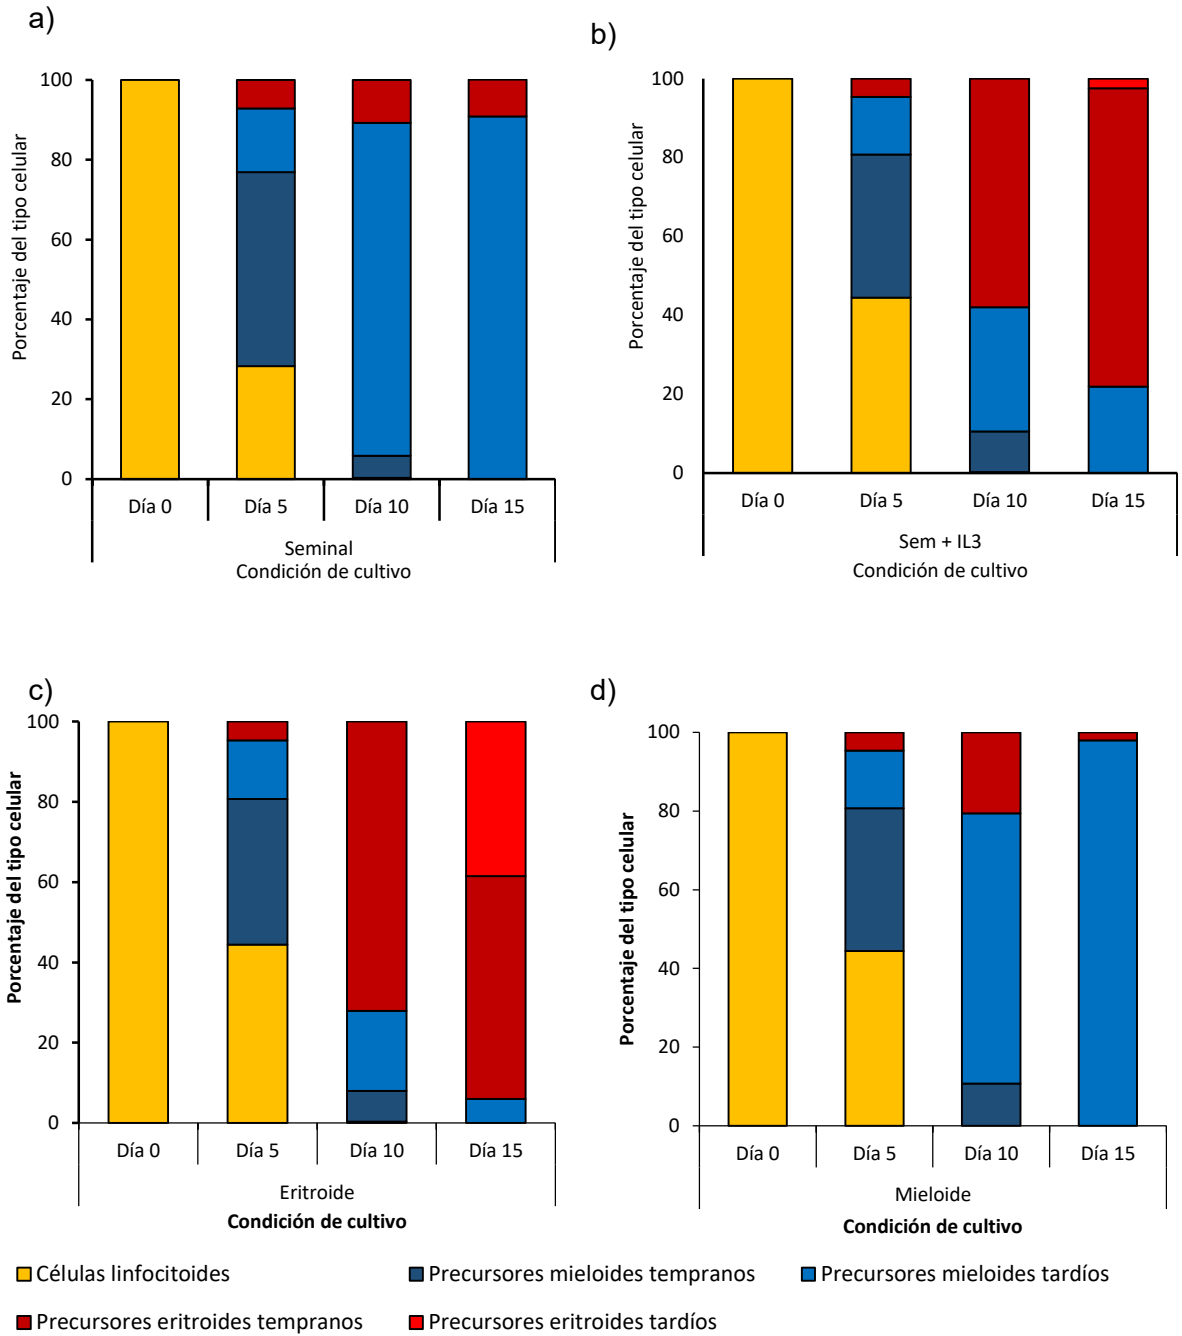 a)
Porcentaje del tipo celular
100
80
60
40
20
0
Día 0 Día 5 Día 10 Día 15
Seminal
Condición de cultivo
b)
Porcentaje del tipo celular
100
80
60
40
20
0
Día 0 Día 5 Día 10 Día 15
Sem + IL3
Condición de cultivo
c)
Porcentaje del tipo celular
100
80
60
40
20
0
Día 0 Día 5 Día 10 Día 15
Eritroide
Condición de cultivo
d)
Porcentaje del tipo celular
100
80
60
40
20
0
Día 0 Día 5 Día 10 Día 15
Mieloide
Condición de cultivo
Células linfocitoides Precursores mieloides tempranos Precursores mieloides tardíos
Precursores eritroides tempranos Precursores eritroides tardíos